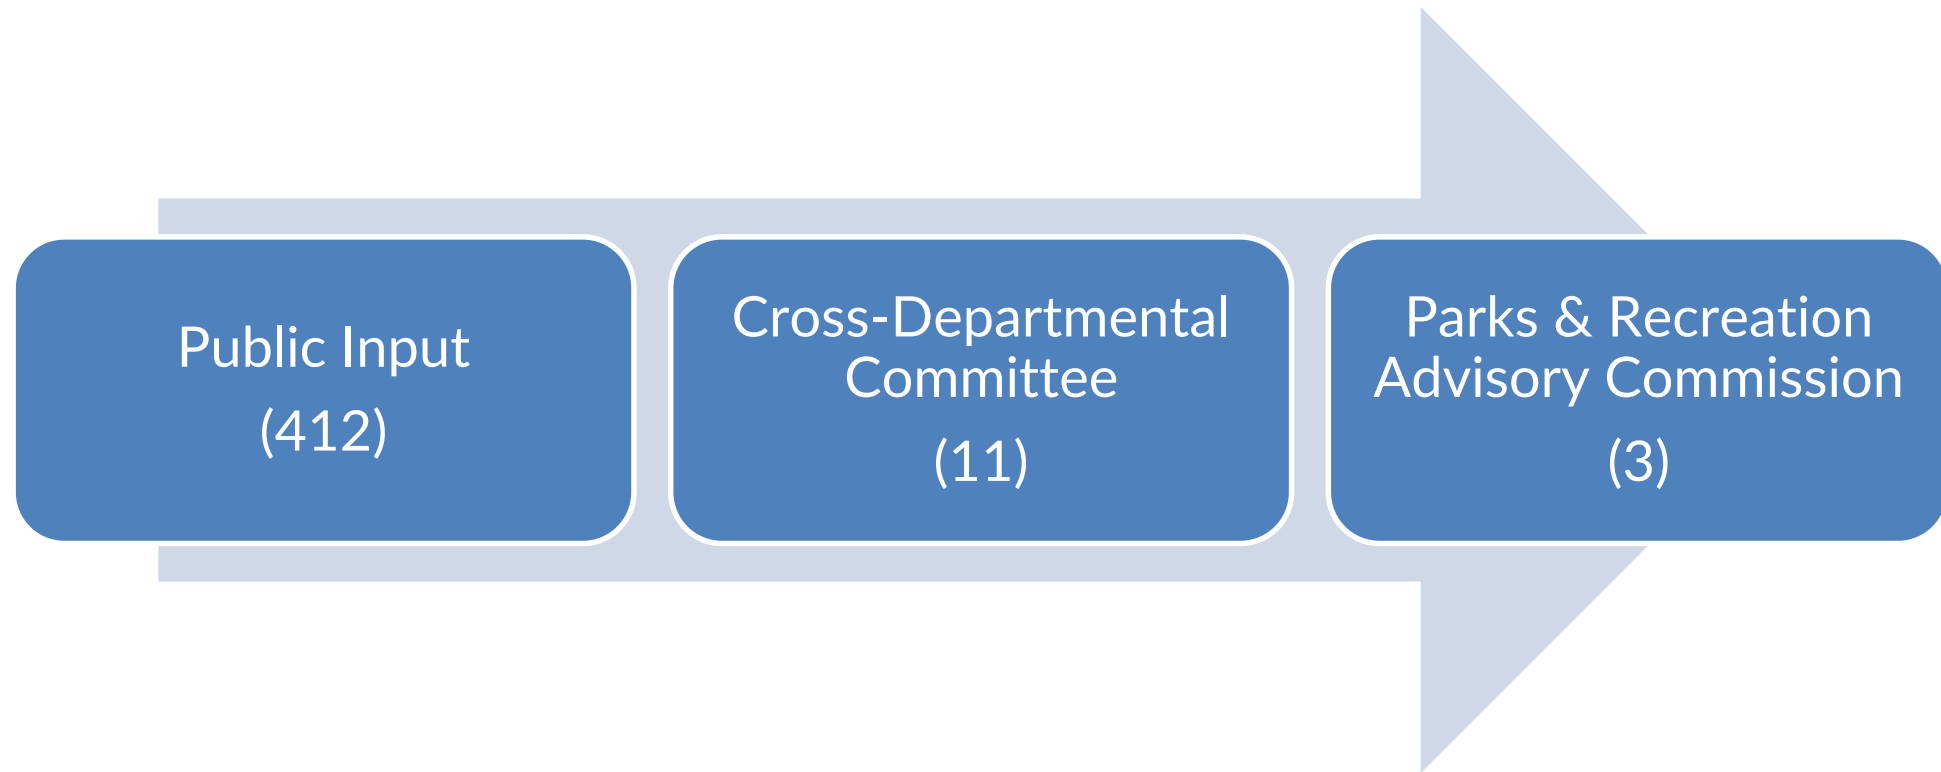 Public Input
(412)
Cross-Departmental
Committee
(11)
Parks & Recreation
Advisory Commission
(3)